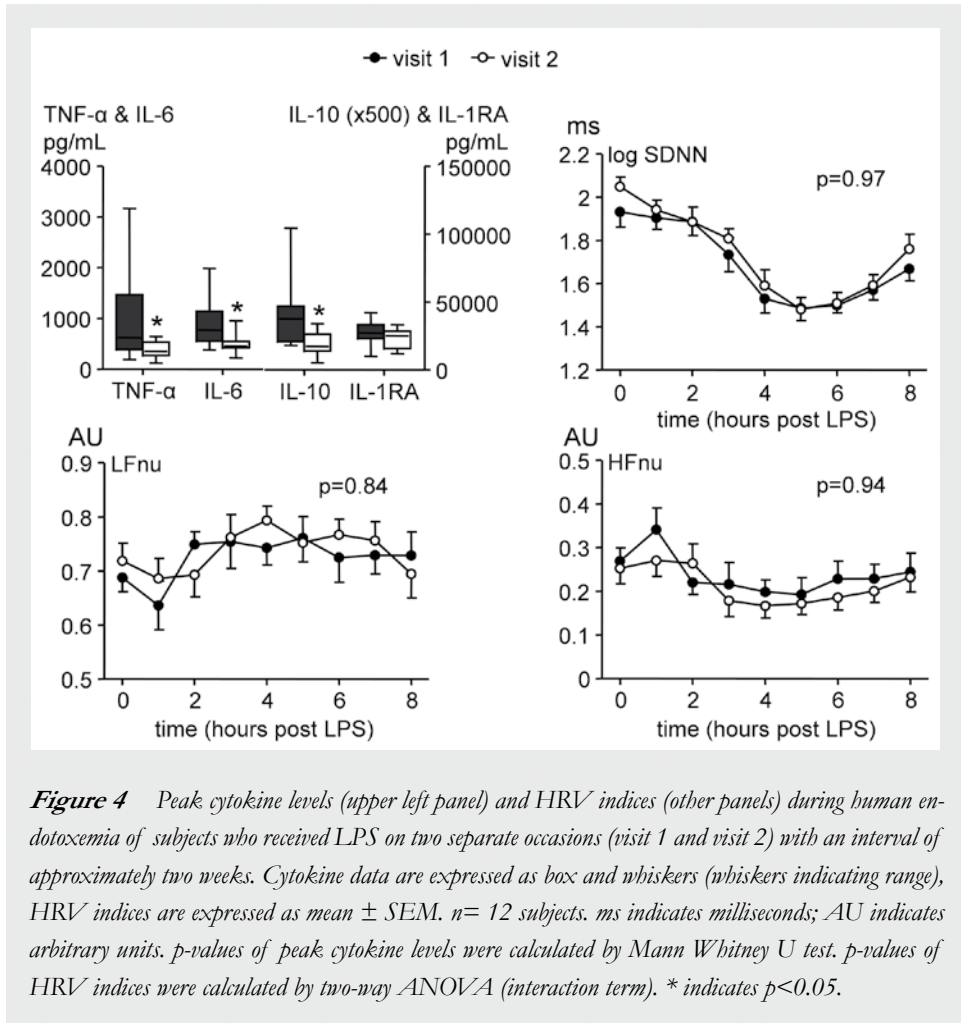 visit 1 visit 2
TNF-α & IL-6
pg/mL
IL-10 (x500) & IL-1RA
pg/mL
4000
3000
2000
1000
0
150000
100000
50000
0
*
*
*
TNF-α IL-6 IL-10 IL-1RA
ms
log SDNN
p=0.97
2.2
2
1.8
1.6
1.4
1.2
0 2 4 6 8
time (hours post LPS)
AU
LFnu
p=0.84
0.9
0.8
0.7
0.6
0.5
0 2 4 6 8
time (hours post LPS)
AU
HFnu
p=0.94
0.5
0.4
0.3
0.2
0.1
0
0 2 4 6 8
time (hours post LPS)
Figure 4 Peak cytokine levels (upper left panel) and HRV indices (other panels) during human en-
dotoxemia of subjects who received LPS on two separate occasions (visit 1 and visit 2) with an interval of
approximately two weeks. Cytokine data are expressed as box and whiskers (whiskers indicating range),
HRV indices are expressed as mean ± SEM. n= 12 subjects. ms indicates milliseconds; AU indicates
arbitrary units. p-values of peak cytokine levels were calculated by Mann Whitney U test. p-values of
HRV indices were calculated by two-way ANOVA (interaction term). * indicates p<0.05.